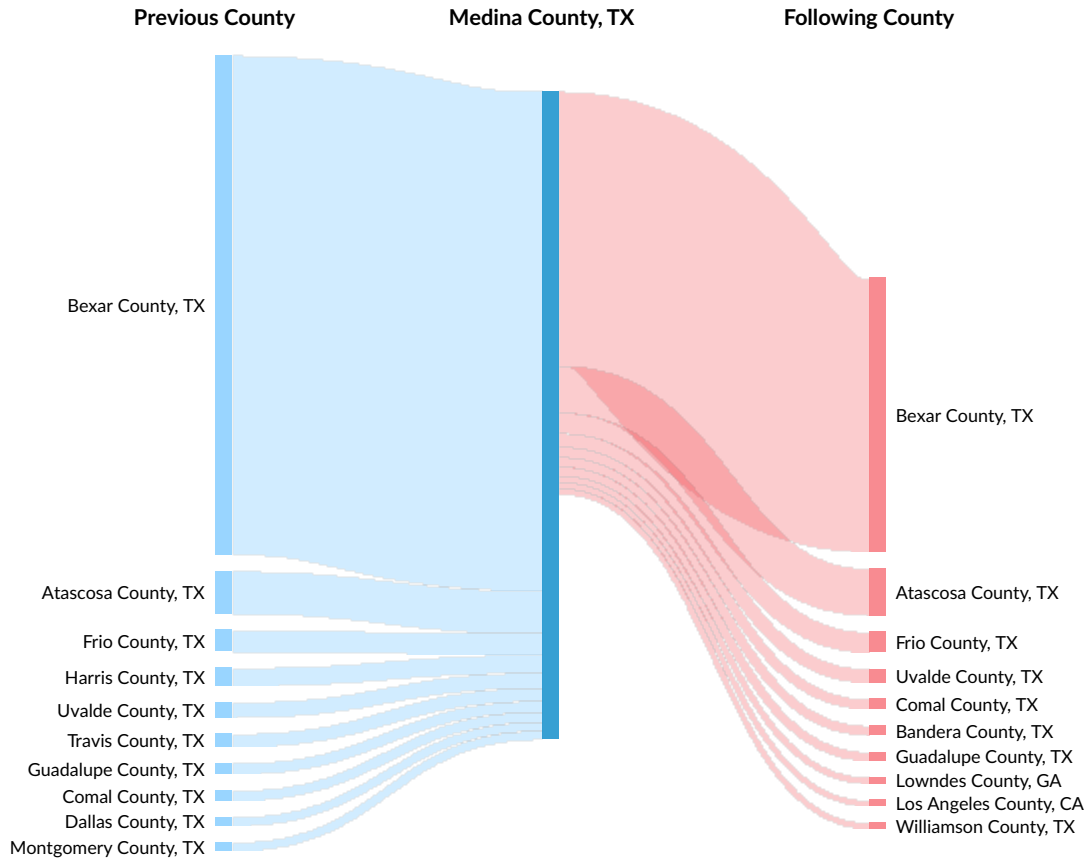 Previous County
Medina County, TX
Following County
Bexar County, TX
Atascosa County, TX
Frio County, TX
Harris County, TX
Uvalde County, TX
Travis County, TX
Guadalupe County, TX
Comal County, TX
Dallas County, TX
Montgomery County, TX
Bexar County, TX
Atascosa County, TX
Frio County, TX
Uvalde County, TX
Comal County, TX
Bandera County, TX
Guadalupe County, TX
Lowndes County, GA
Los Angeles County, CA
Williamson County, TX